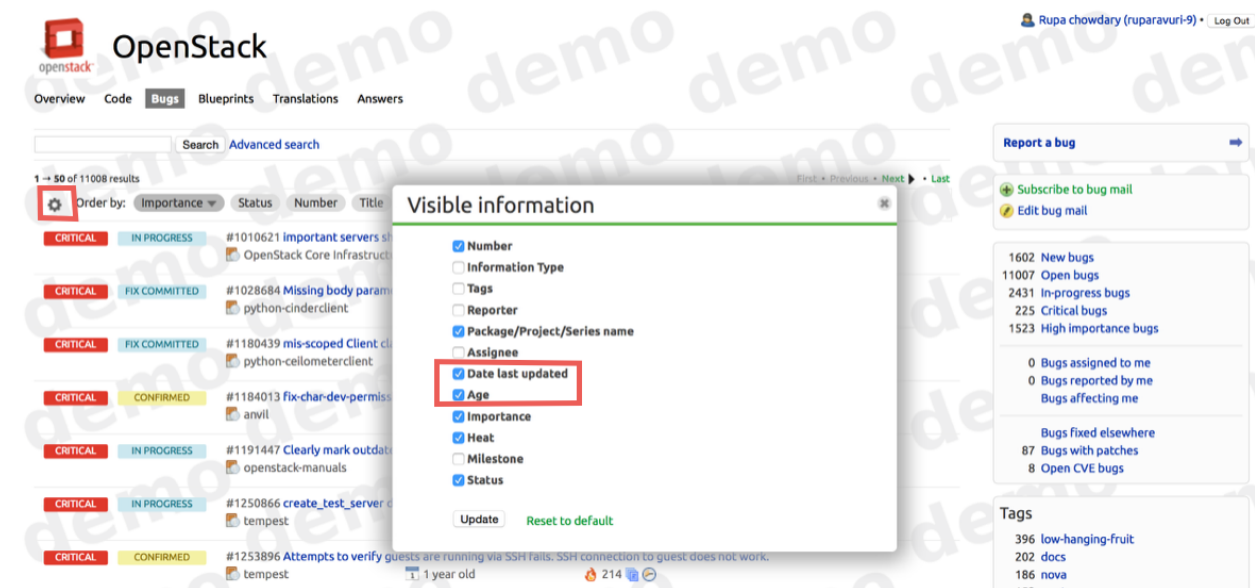 openstack
OpenStack
Rupa chowdary (ruparavuri-9) • Log Out
Overview Code Bugs Blueprints Translations Answers
Search Advanced search
1 → 50 of 11008 results
First • Previous • Next • Last
Order by: Importance Status Number Title
CRITICAL IN PROGRESS #1010621 important servers
OpenStack Core Infrastruct
CRITICAL FIX COMMITTED #1028684 Missing body param
python-cinderclient
CRITICAL FIX COMMITTED #1180439 mis-scoped Client
python-ceilometerclient
CRITICAL CONFIRMED #1184013 fix-char-dev-permiss
anvil
CRITICAL IN PROGRESS #1191447 Clearly mark outdat
openstack-manuals
CRITICAL IN PROGRESS #1250866 create_test_server
tempest
CRITICAL CONFIRMED #1253896 Attempts to verify guests are running via SSH fails. SSH connection to guest does not work.
tempest 1 year old 214
Visible information
Number
Information Type
Tags
Reporter
Package/Project/Series name
Assignee
Date last updated
Age
Importance
Heat
Milestone
Status
Update Reset to default
Report a bug
Subscribe to bug mail
Edit bug mail
1602 New bugs
11007 Open bugs
2431 In-progress bugs
225 Critical bugs
1523 High importance bugs
0 Bugs assigned to me
0 Bugs reported by me
Bugs affecting me
Bugs fixed elsewhere
87 Bugs with patches
8 Open CVE bugs
Tags
396 low-hanging-fruit
202 docs
186 nova
demo